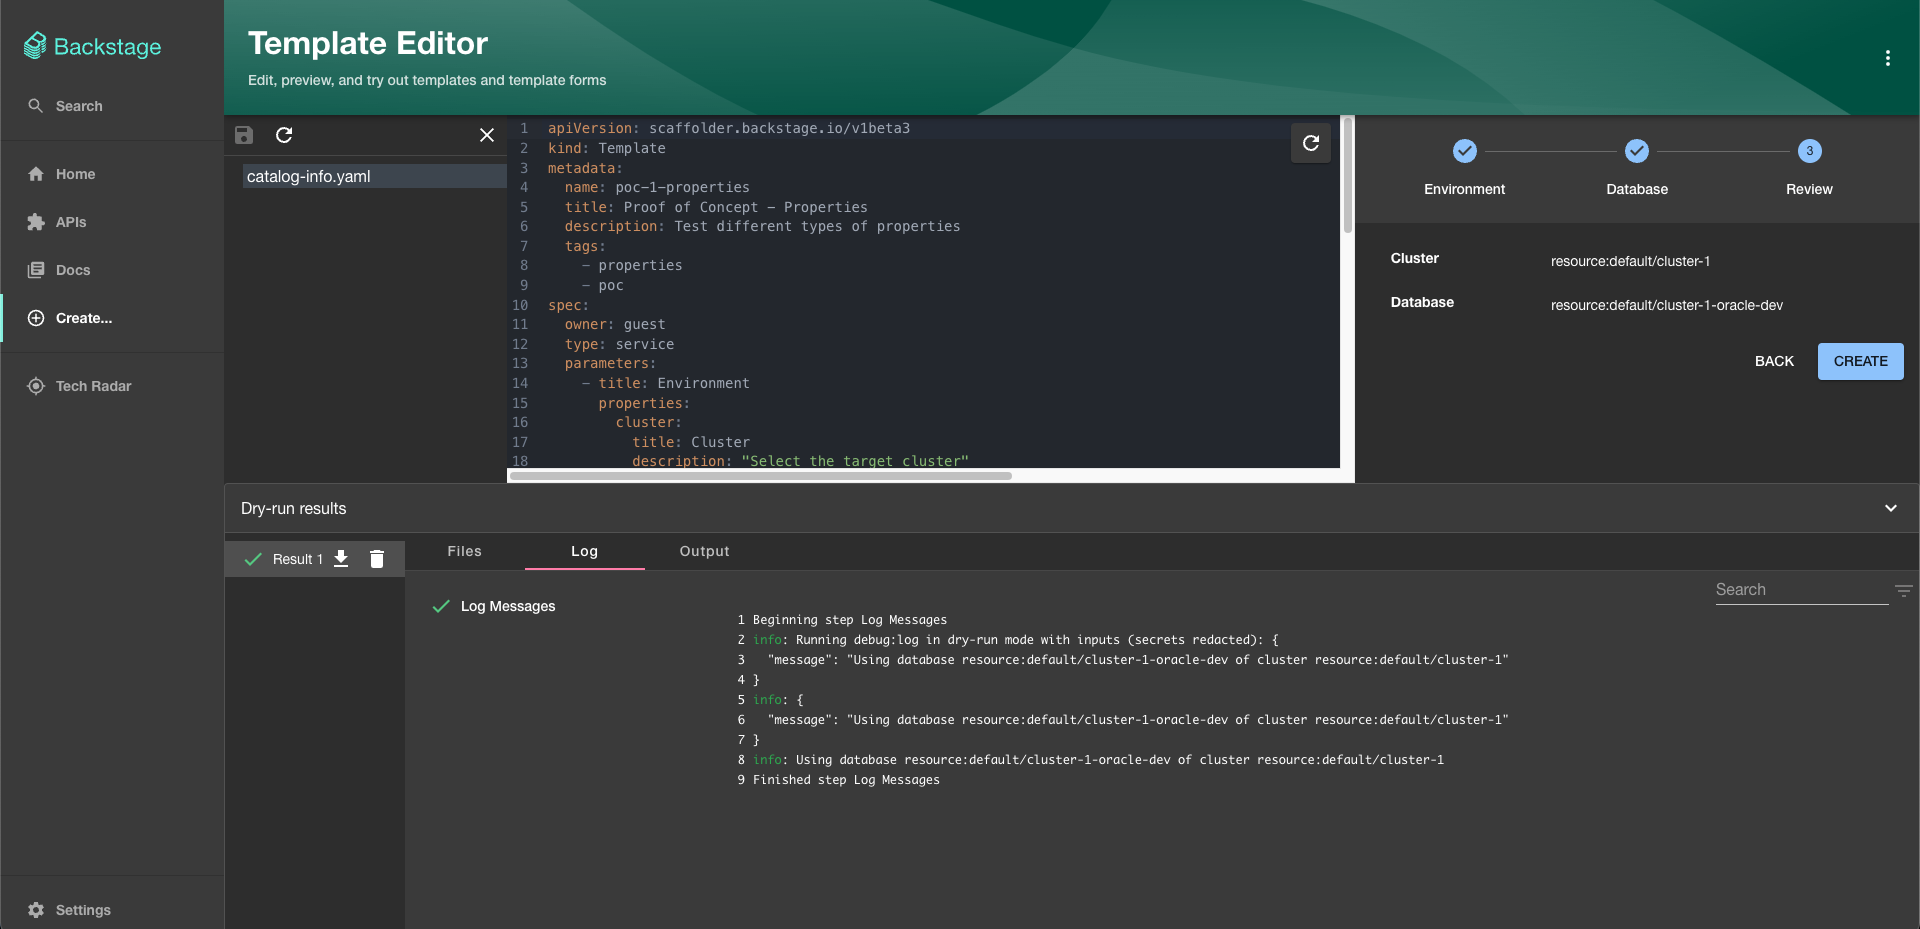 Backstage
Search
Home
APIs
Docs
Create...
Tech Radar
Settings
Template Editor
Edit, preview, and try out templates and template forms
catalog-info.yaml
1 apiVersion: scaffolder.backstage.io/v1beta3
2 kind: Template
3 metadata:
4   name: poc-1-properties
5   title: Proof of Concept - Properties
6   description: Test different types of properties
7   tags:
8     - properties
9     - poc
10 spec:
11   owner: guest
12   type: service
13   parameters:
14     - title: Environment
15       properties:
16         cluster:
17           title: Cluster
18           description: "Select the target cluster"
Environment
Database
3
Review
Cluster resource:default/cluster-1
Database resource:default/cluster-1-oracle-dev
BACK
CREATE
Dry-run results
Result 1
Files
Log
Output
Search
Log Messages
1 Beginning step Log Messages
2 info: Running debug:log in dry-run mode with inputs (secrets redacted): {
3   "message": "Using database resource:default/cluster-1-oracle-dev of cluster resource:default/cluster-1"
4 }
5 info: {
6   "message": "Using database resource:default/cluster-1-oracle-dev of cluster resource:default/cluster-1"
7 }
8 info: Using database resource:default/cluster-1-oracle-dev of cluster resource:default/cluster-1
9 Finished step Log Messages